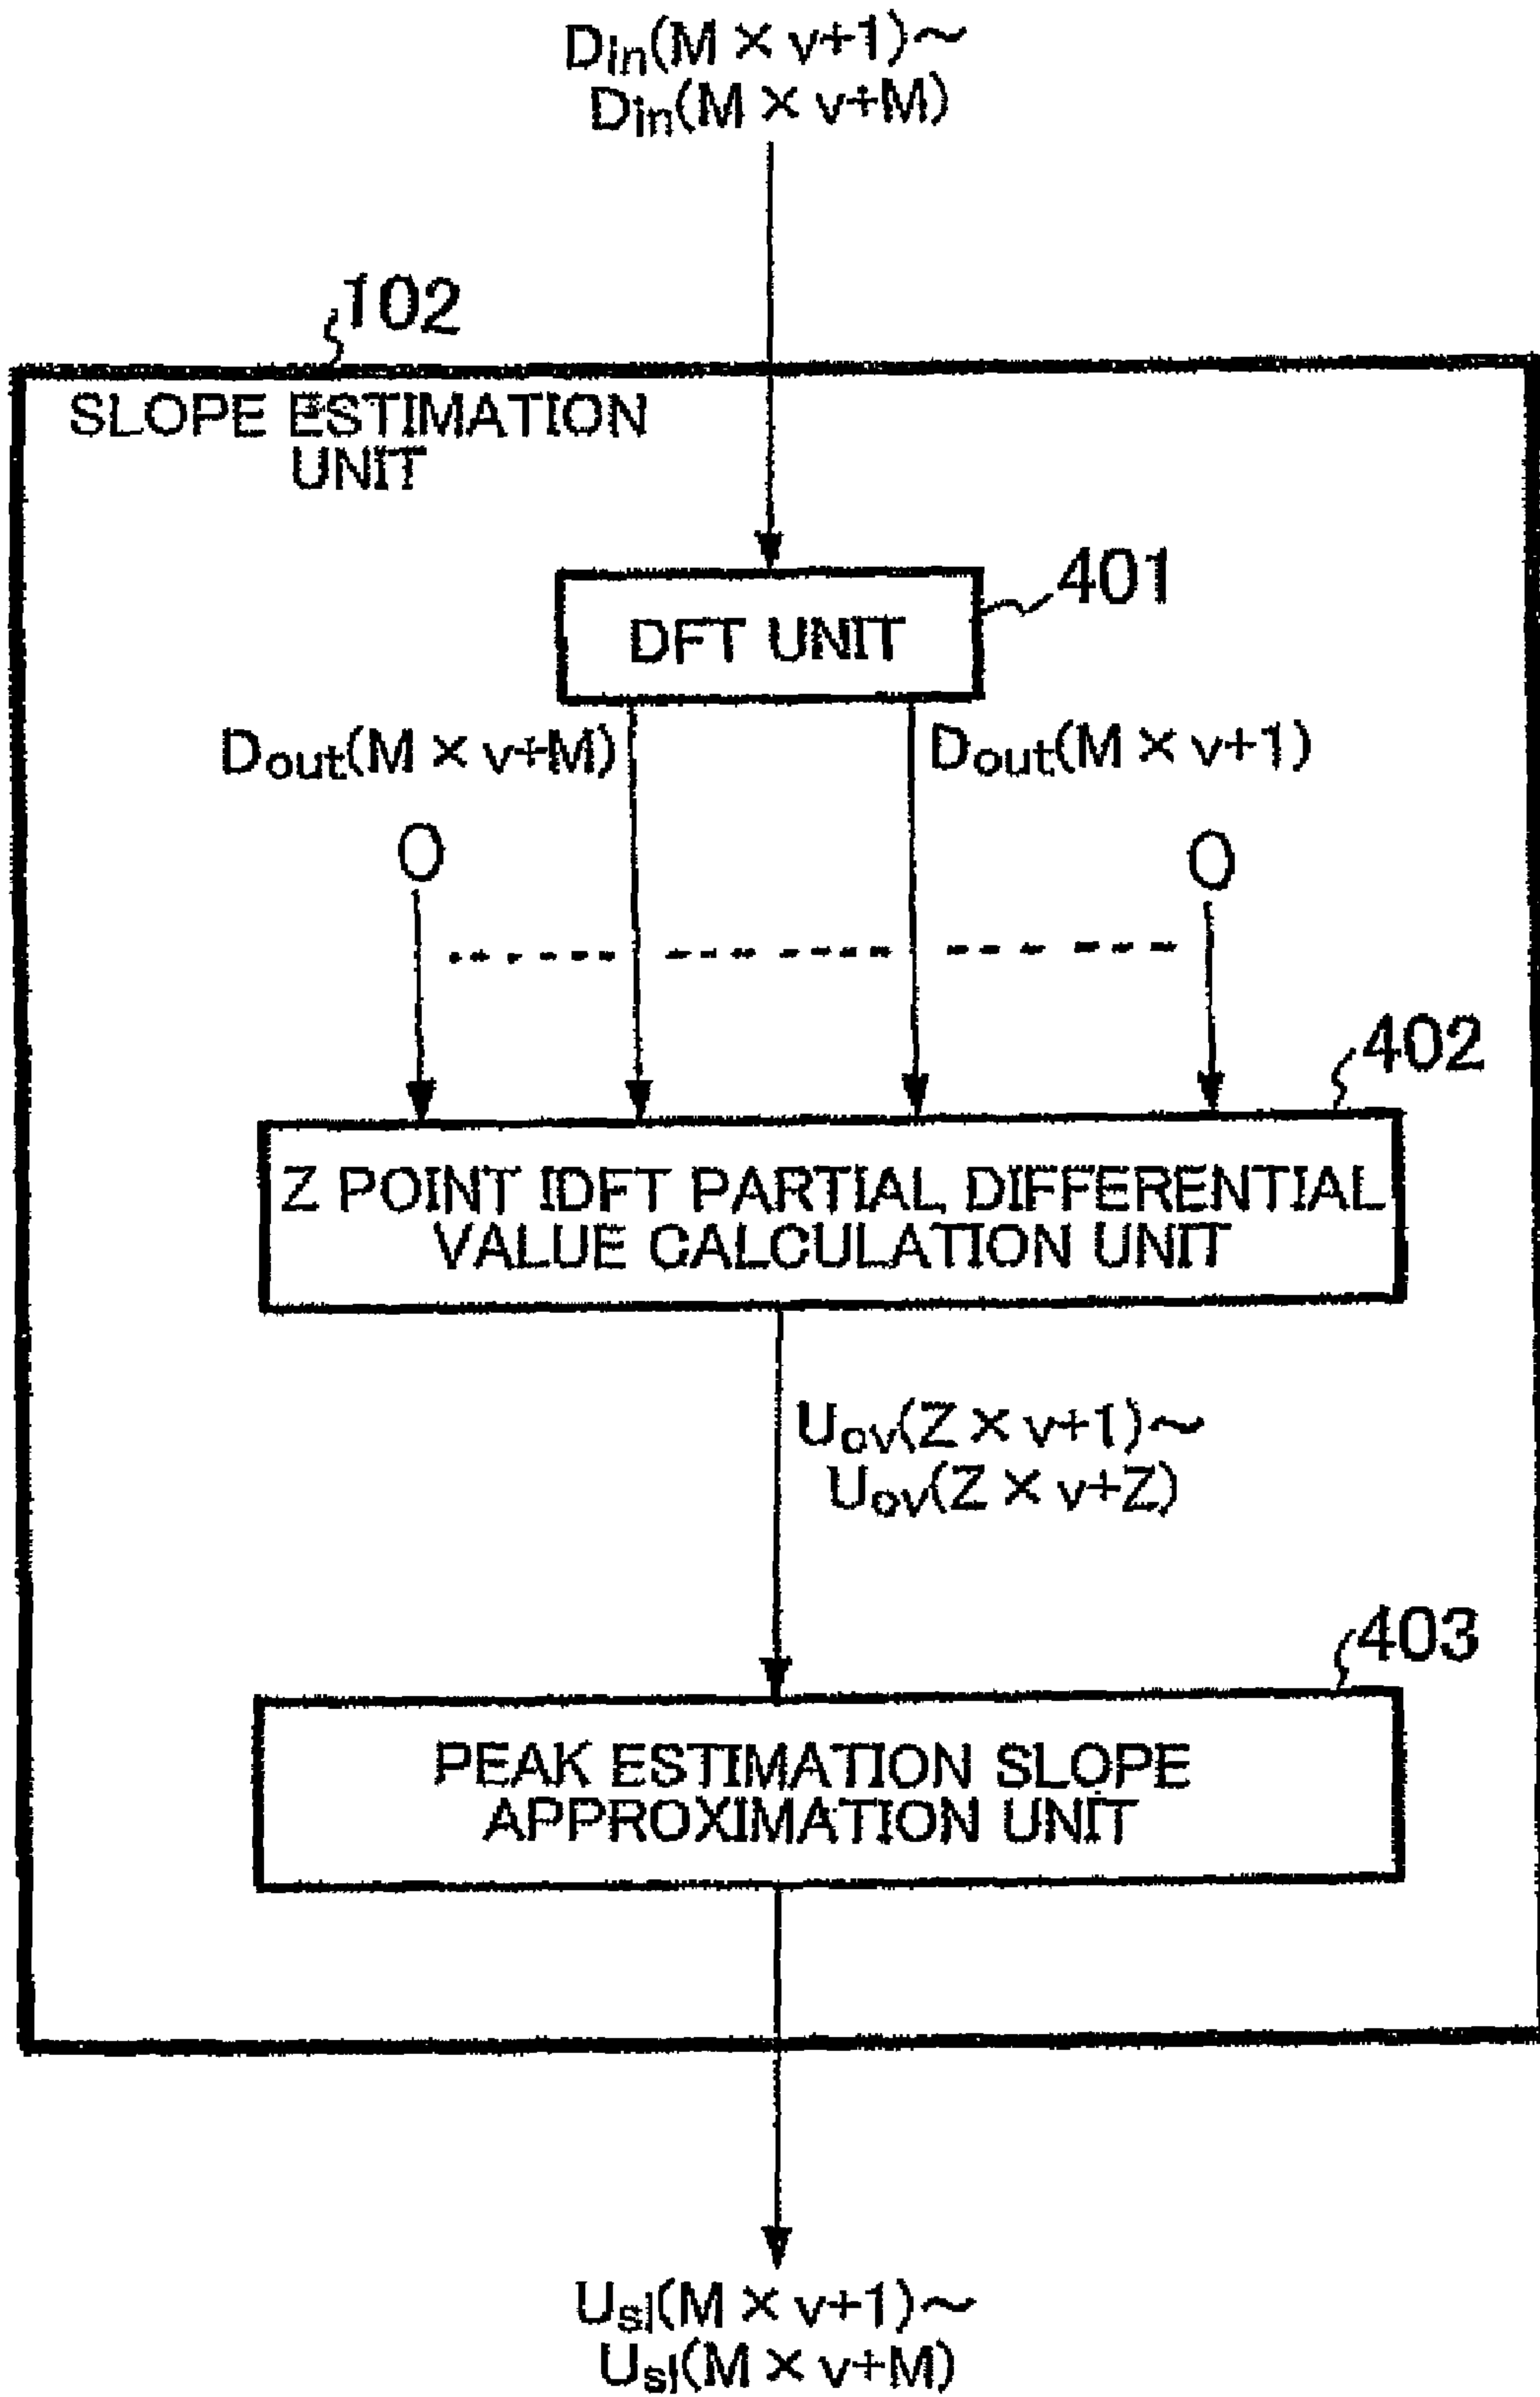 Din(M × v+1)~
Din(M × v+M)
102
SLOPE ESTIMATION
UNIT
401
DFT UNIT
Dout(M × v+M)
Dout(M × v+1)
0
0
402
Z POINT IDFT PARTIAL DIFFERENTIAL
VALUE CALCULATION UNIT
Uov(Z × v+1)~
Uov(Z × v+Z)
403
PEAK ESTIMATION SLOPE
APPROXIMATION UNIT
Usl(M × v+1)~
Usl(M × v+M)